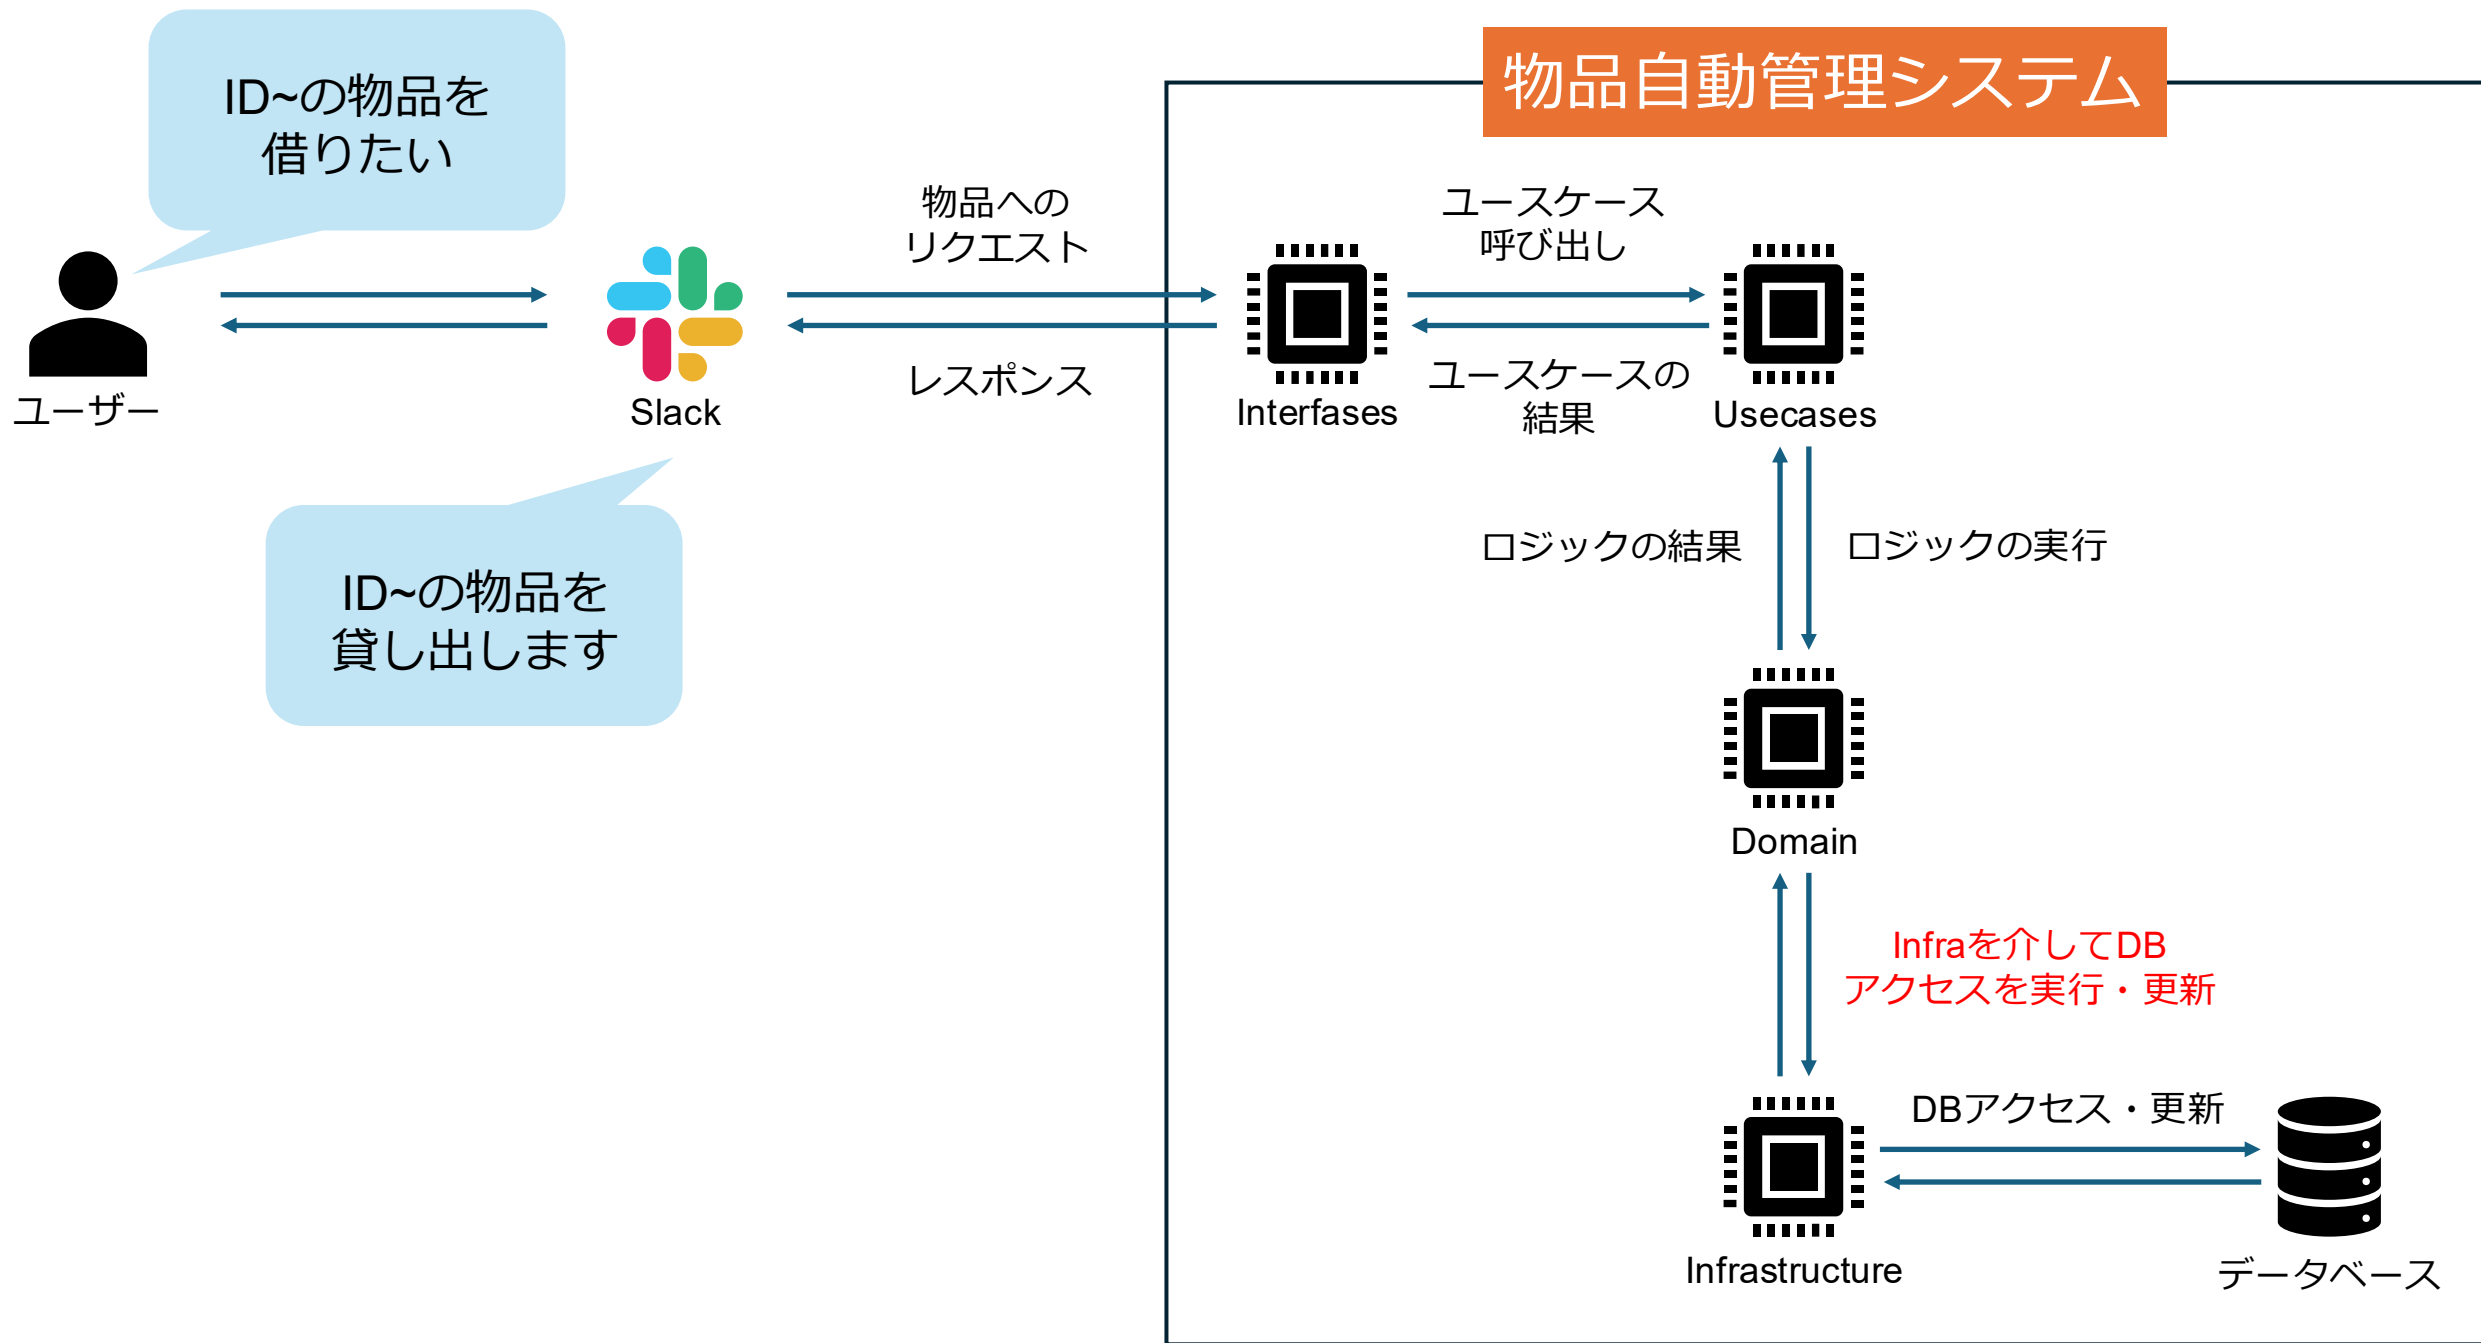 物品自動管理システム
ID~の物品を
借りたい
物品への
リクエスト
ユースケース
呼び出し
レスポンス
ユースケースの
結果
ユーザー
Slack
Interfases
Usecases
ID~の物品を
貸し出します
ロジックの結果
ロジックの実行
Domain
Infraを介してDB
アクセスを実行・更新
DBアクセス・更新
Infrastructure
データベース